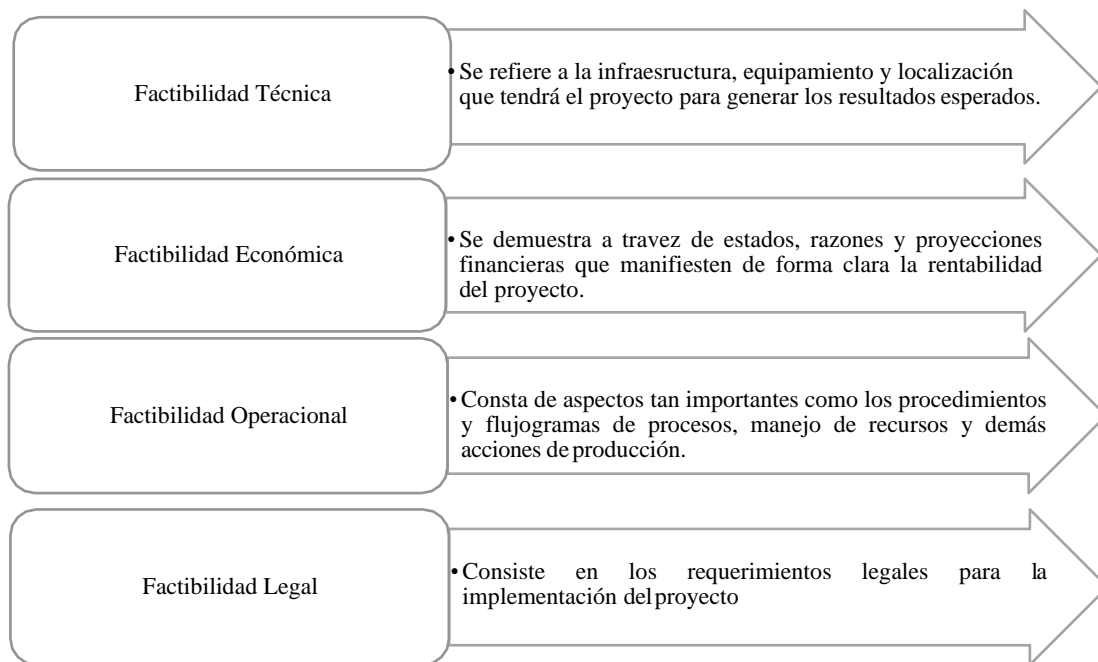 Factibilidad Técnica
• Se refiere a la infraesructura, equipamiento y localización
que tendrá el proyecto para generar los resultados esperados.
Factibilidad Económica
• Se demuestra a travez de estados, razones y proyecciones
financieras que manifiesten de forma clara la rentabilidad
del proyecto.
Factibilidad Operacional
• Consta de aspectos tan importantes como los procedimientos
y flujogramas de procesos, manejo de recursos y demás
acciones de producción.
Factibilidad Legal
• Consiste en los requerimientos legales para la
implementación del proyecto